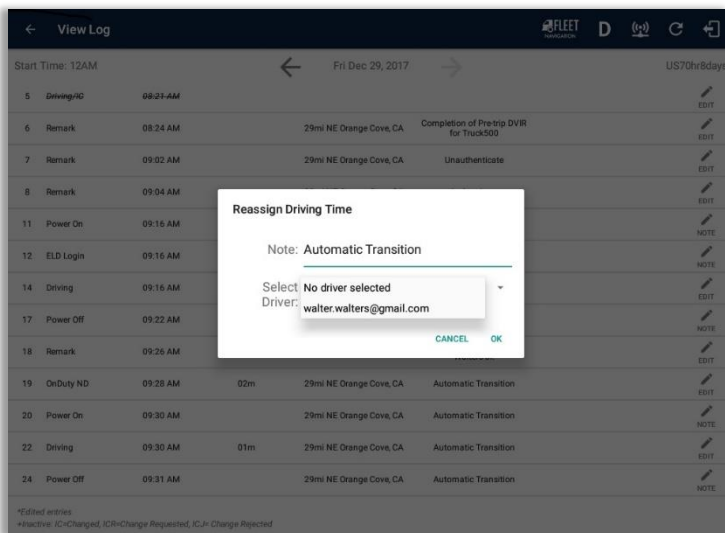 ← View Log FLEET NAVIGATION D
Start Time: 12AM Fri Dec 29, 2017 US70hr8days
5 Driving/IC 08:21 AM EDIT
6 Remark 08:24 AM 29mi NE Orange Cove, CA Completion of Pre-trip DVIR for Truck500 EDIT
7 Remark 09:02 AM 29mi NE Orange Cove, CA Unauthenticate EDIT
8 Remark 09:04 AM EDIT
11 Power On 09:16 AM NOTE
12 ELD Login 09:16 AM NOTE
14 Driving 09:16 AM EDIT
17 Power Off 09:22 AM NOTE
18 Remark 09:26 AM EDIT
Reassign Driving Time
Note: Automatic Transition
Select Driver: No driver selected
walter.walters@gmail.com
CANCEL OK
19 OnDuty ND 09:28 AM 02m 29mi NE Orange Cove, CA Automatic Transition EDIT
20 Power On 09:30 AM 29mi NE Orange Cove, CA Automatic Transition NOTE
22 Driving 09:30 AM 01m 29mi NE Orange Cove, CA Automatic Transition EDIT
24 Power Off 09:31 AM 29mi NE Orange Cove, CA Automatic Transition NOTE
*Edited entries
+Inactive: IC=Changed, ICR=Change Requested, ICJ= Change Rejected